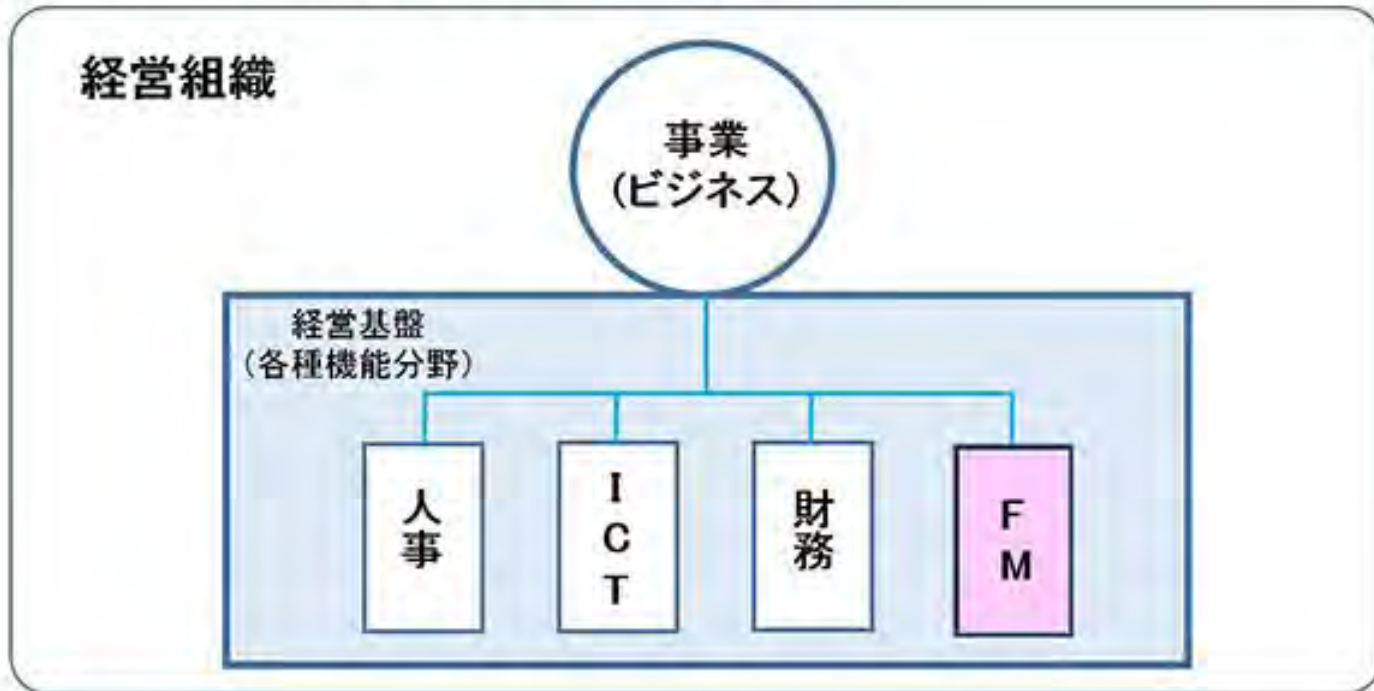 経営組織
事業
(ビジネス)
経営基盤
(各種機能分野)
人事
ICT
財務
FM